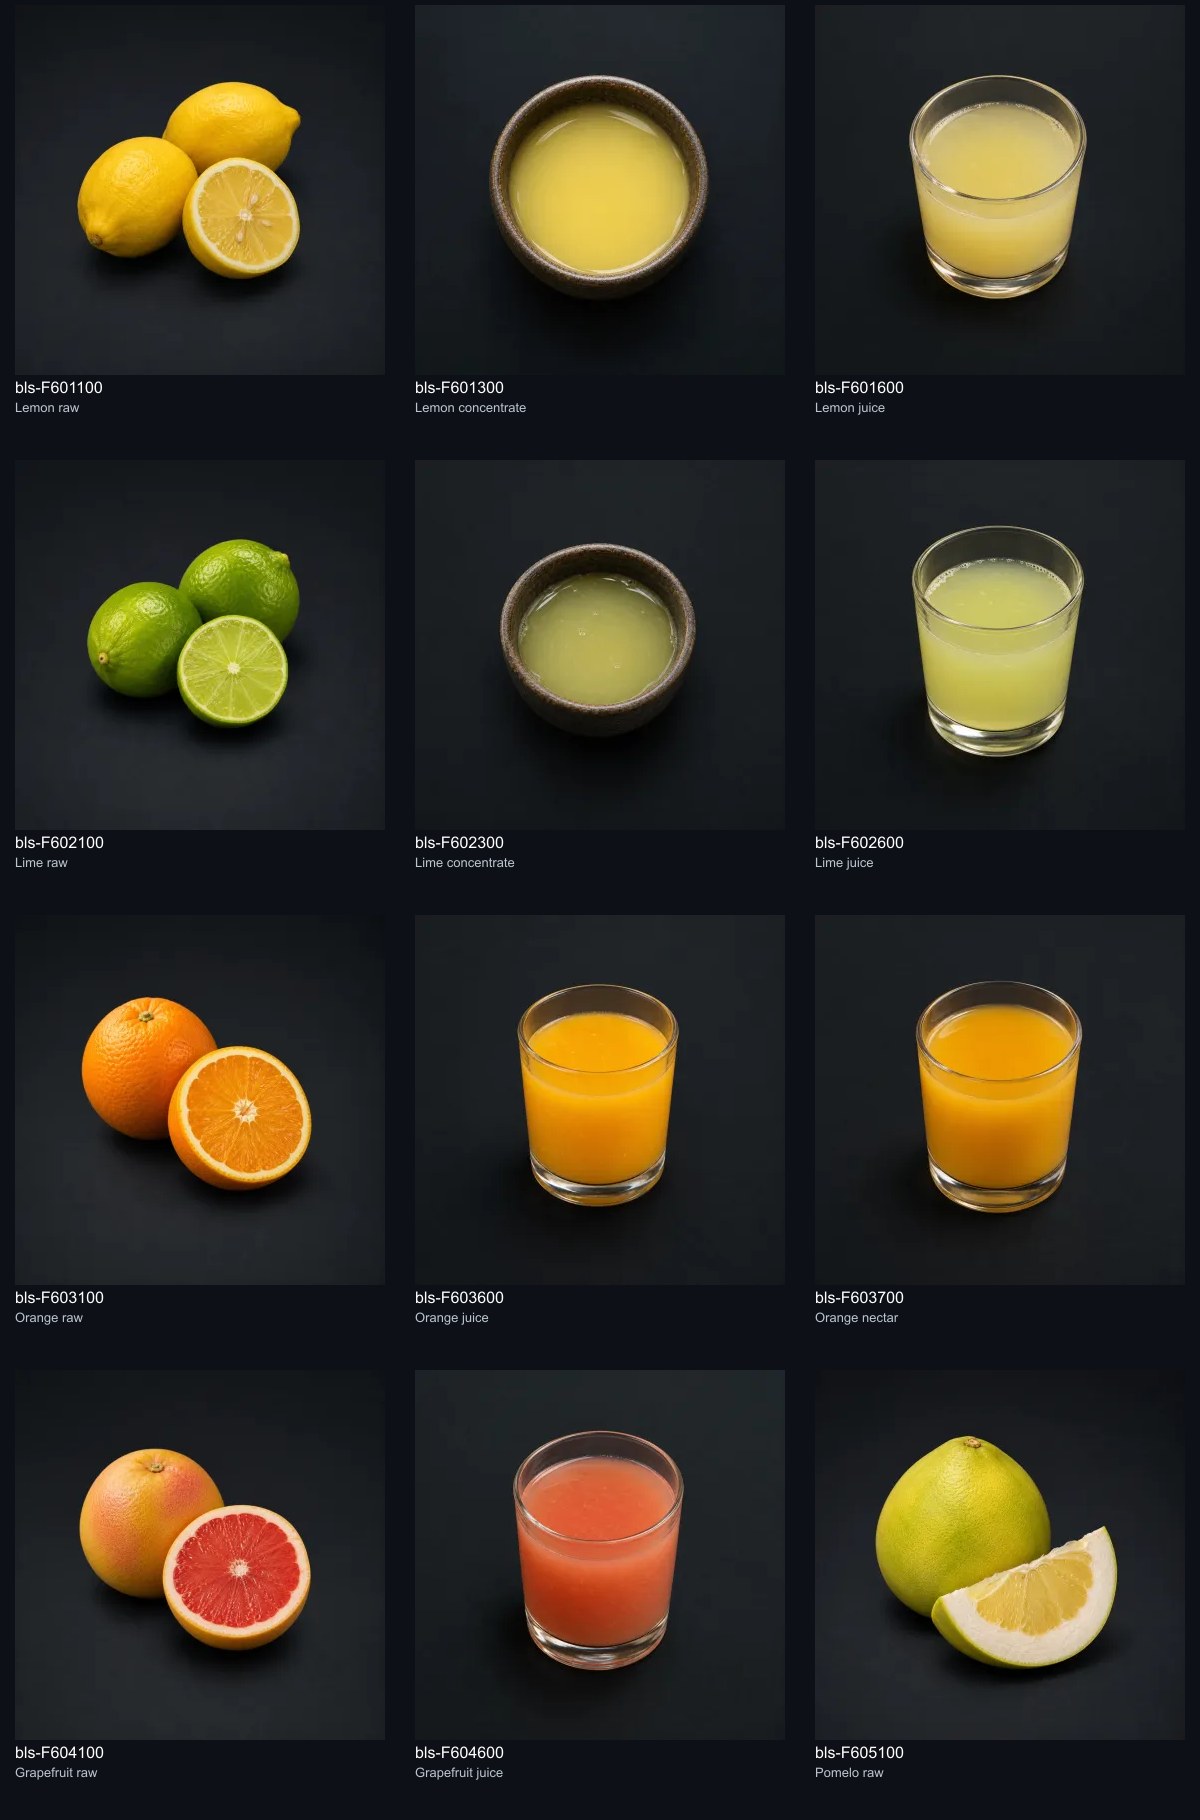 bls-F601100
Lemon raw
bls-F601300
Lemon concentrate
bls-F601600
Lemon juice
bls-F602100
Lime raw
bls-F602300
Lime concentrate
bls-F602600
Lime juice
bls-F603100
Orange raw
bls-F603600
Orange juice
bls-F603700
Orange nectar
bls-F604100
Grapefruit raw
bls-F604600
Grapefruit juice
bls-F605100
Pomelo raw